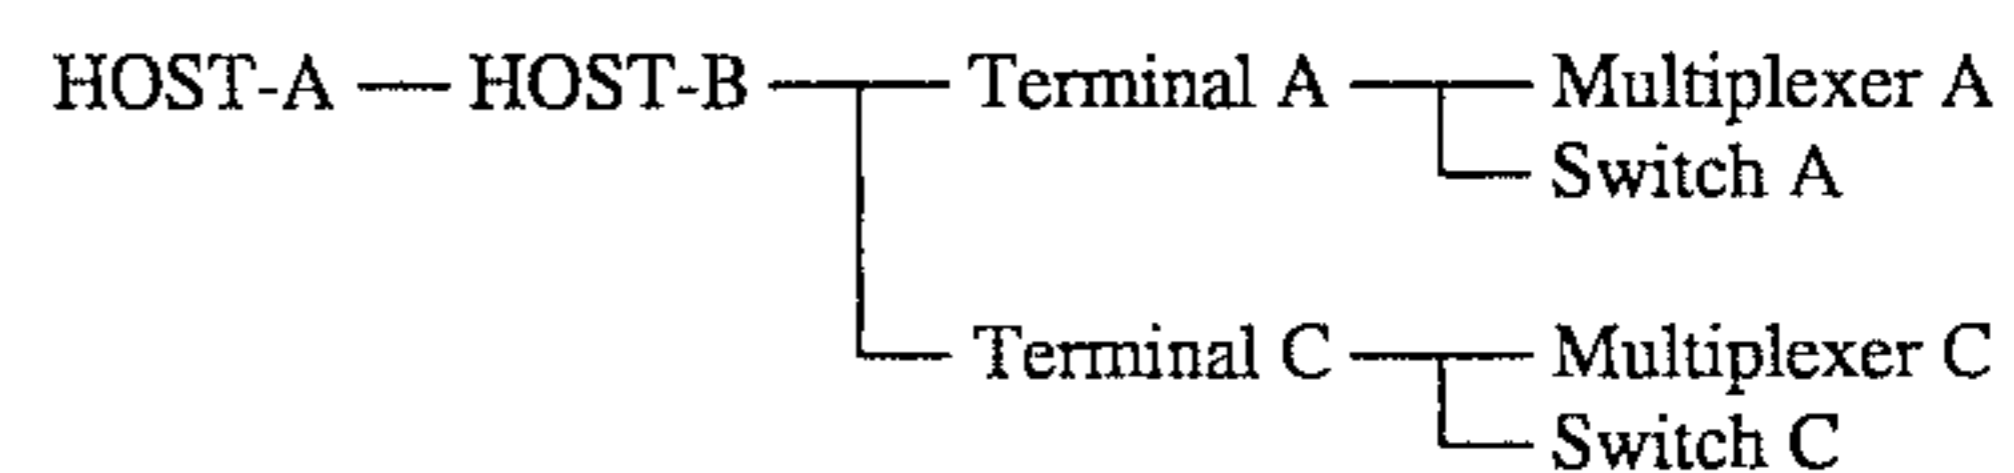 HOST-A HOST-B Terminal A Multiplexer A
Switch A
Terminal C Multiplexer C
Switch C